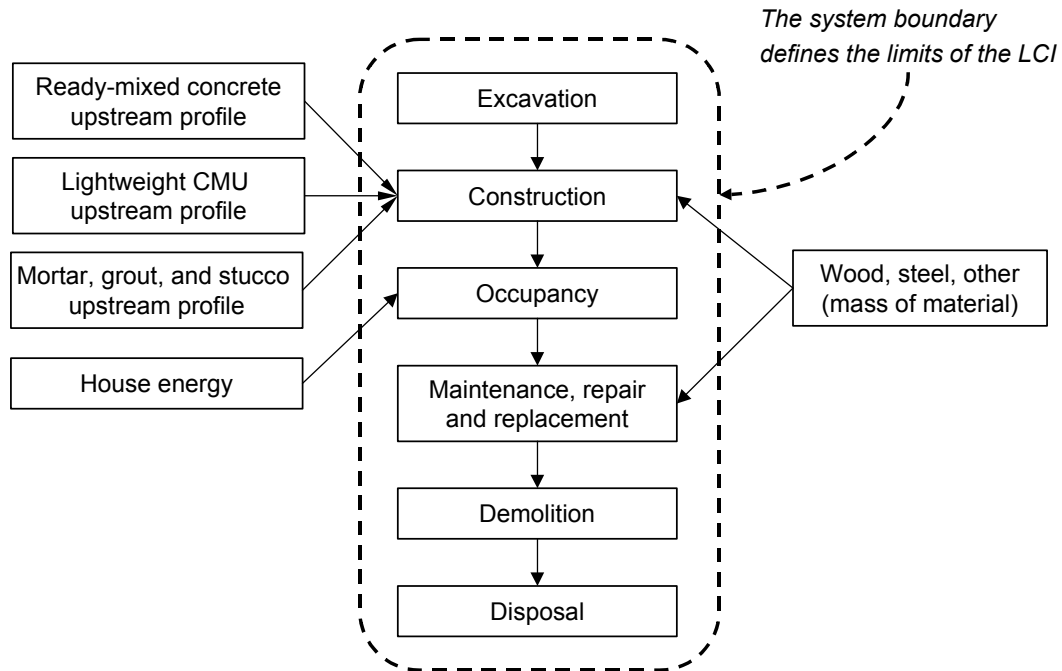 The system boundary
defines the limits of the LCI
Ready-mixed concrete
upstream profile
Lightweight CMU
upstream profile
Mortar, grout, and stucco
upstream profile
House energy
Excavation
Construction
Occupancy
Maintenance, repair
and replacement
Demolition
Disposal
Wood, steel, other
(mass of material)